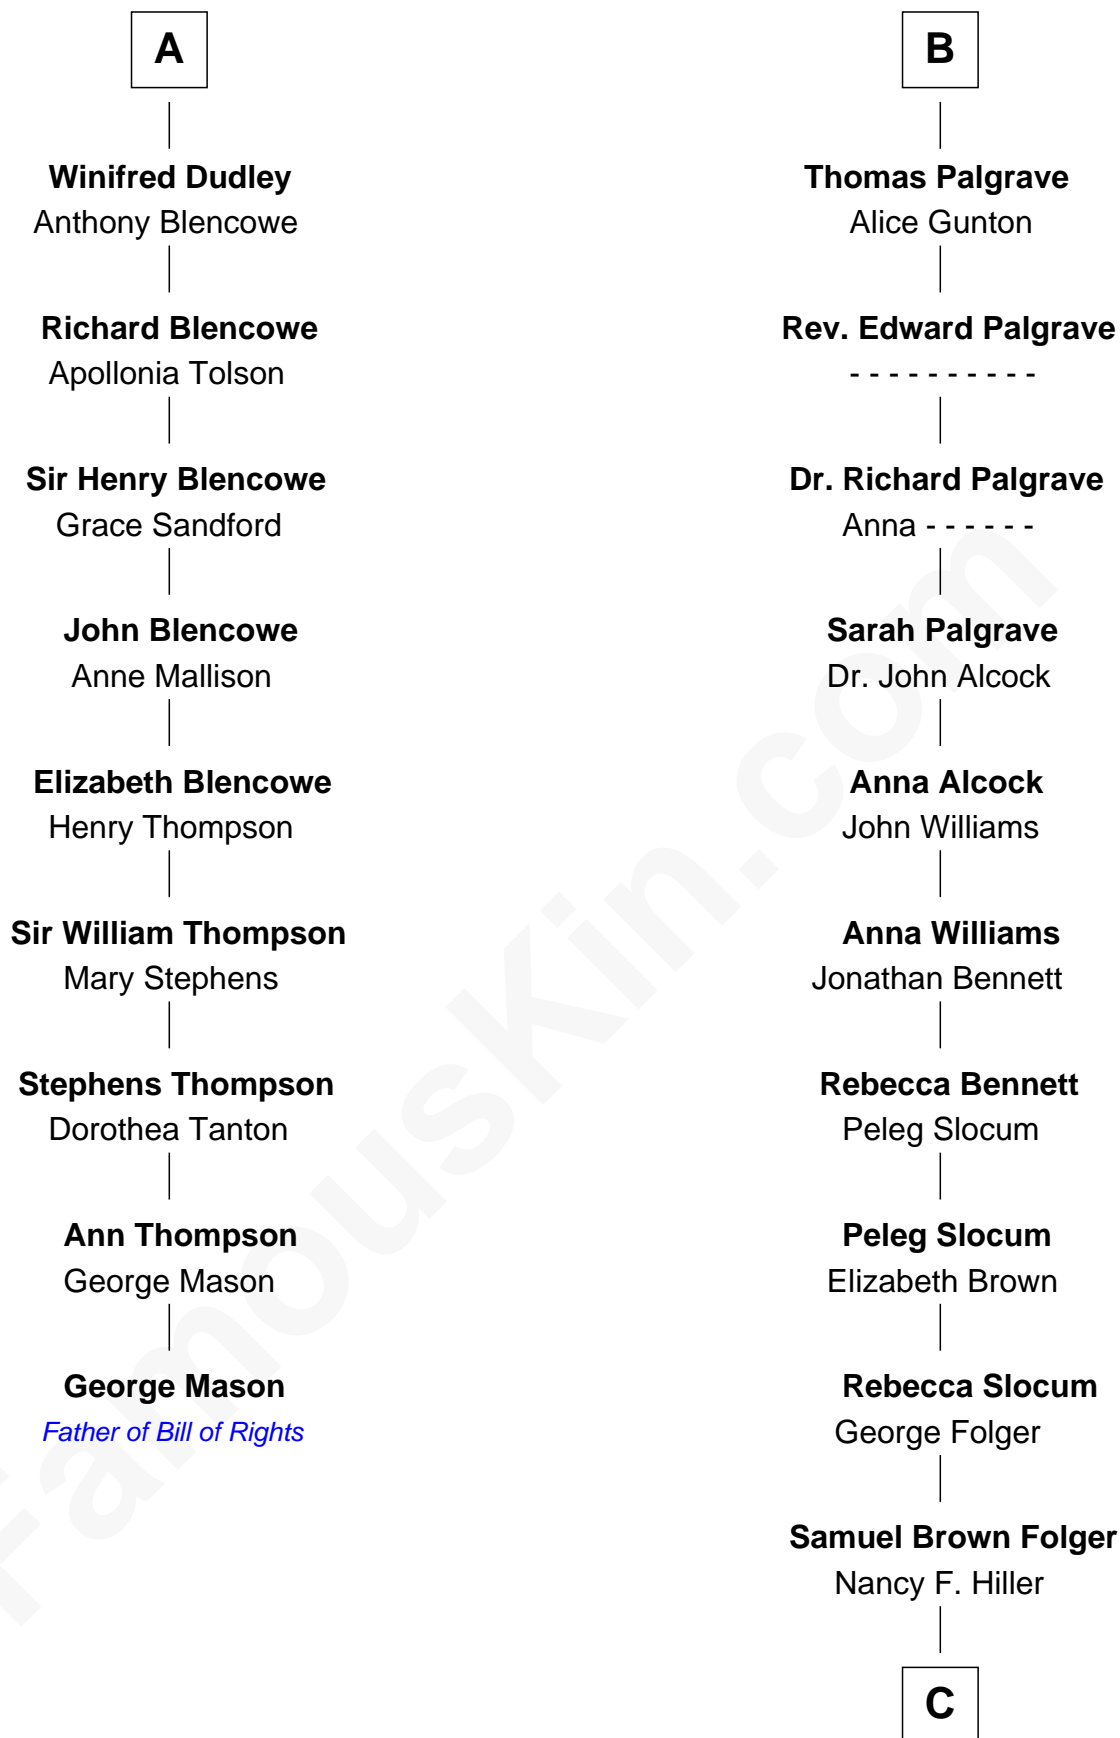 A
Winifred Dudley
Anthony Blencowe
Richard Blencowe
Apollonia Tolson
Sir Henry Blencowe
Grace Sandford
John Blencowe
Anne Mallison
Elizabeth Blencowe
Henry Thompson
Sir William Thompson
Mary Stephens
Stephens Thompson
Dorothea Tanton
Ann Thompson
George Mason
George Mason
Father of Bill of Rights
B
Thomas Palgrave
Alice Gunton
Rev. Edward Palgrave
- - - - - - - - - -
Dr. Richard Palgrave
Anna - - - - - -
Sarah Palgrave
Dr. John Alcock
Anna Alcock
John Williams
Anna Williams
Jonathan Bennett
Rebecca Bennett
Peleg Slocum
Peleg Slocum
Elizabeth Brown
Rebecca Slocum
George Folger
Samuel Brown Folger
Nancy F. Hiller
C
FamousKin.com